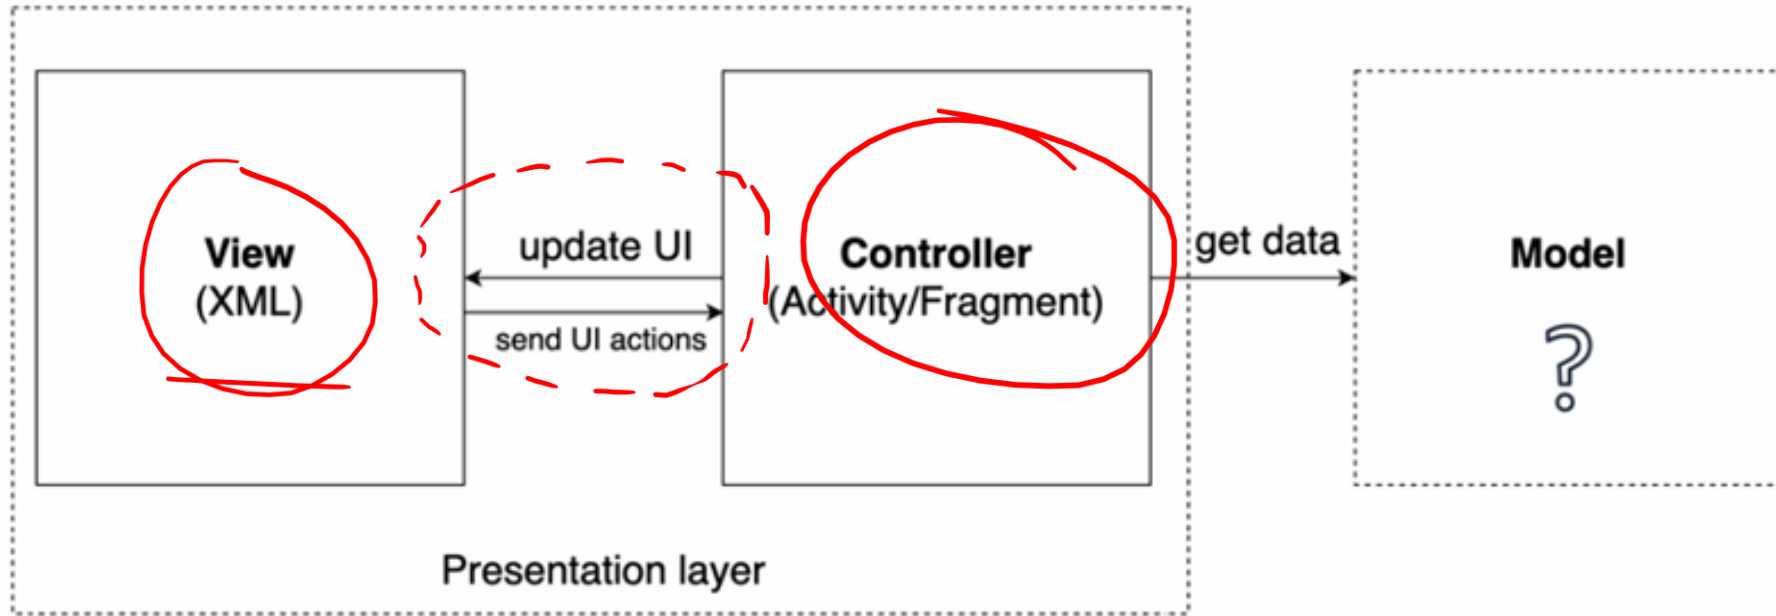 View
(XML)
update UI
send UI actions
Controller
(Activity/Fragment)
get data
Model
?
Presentation layer